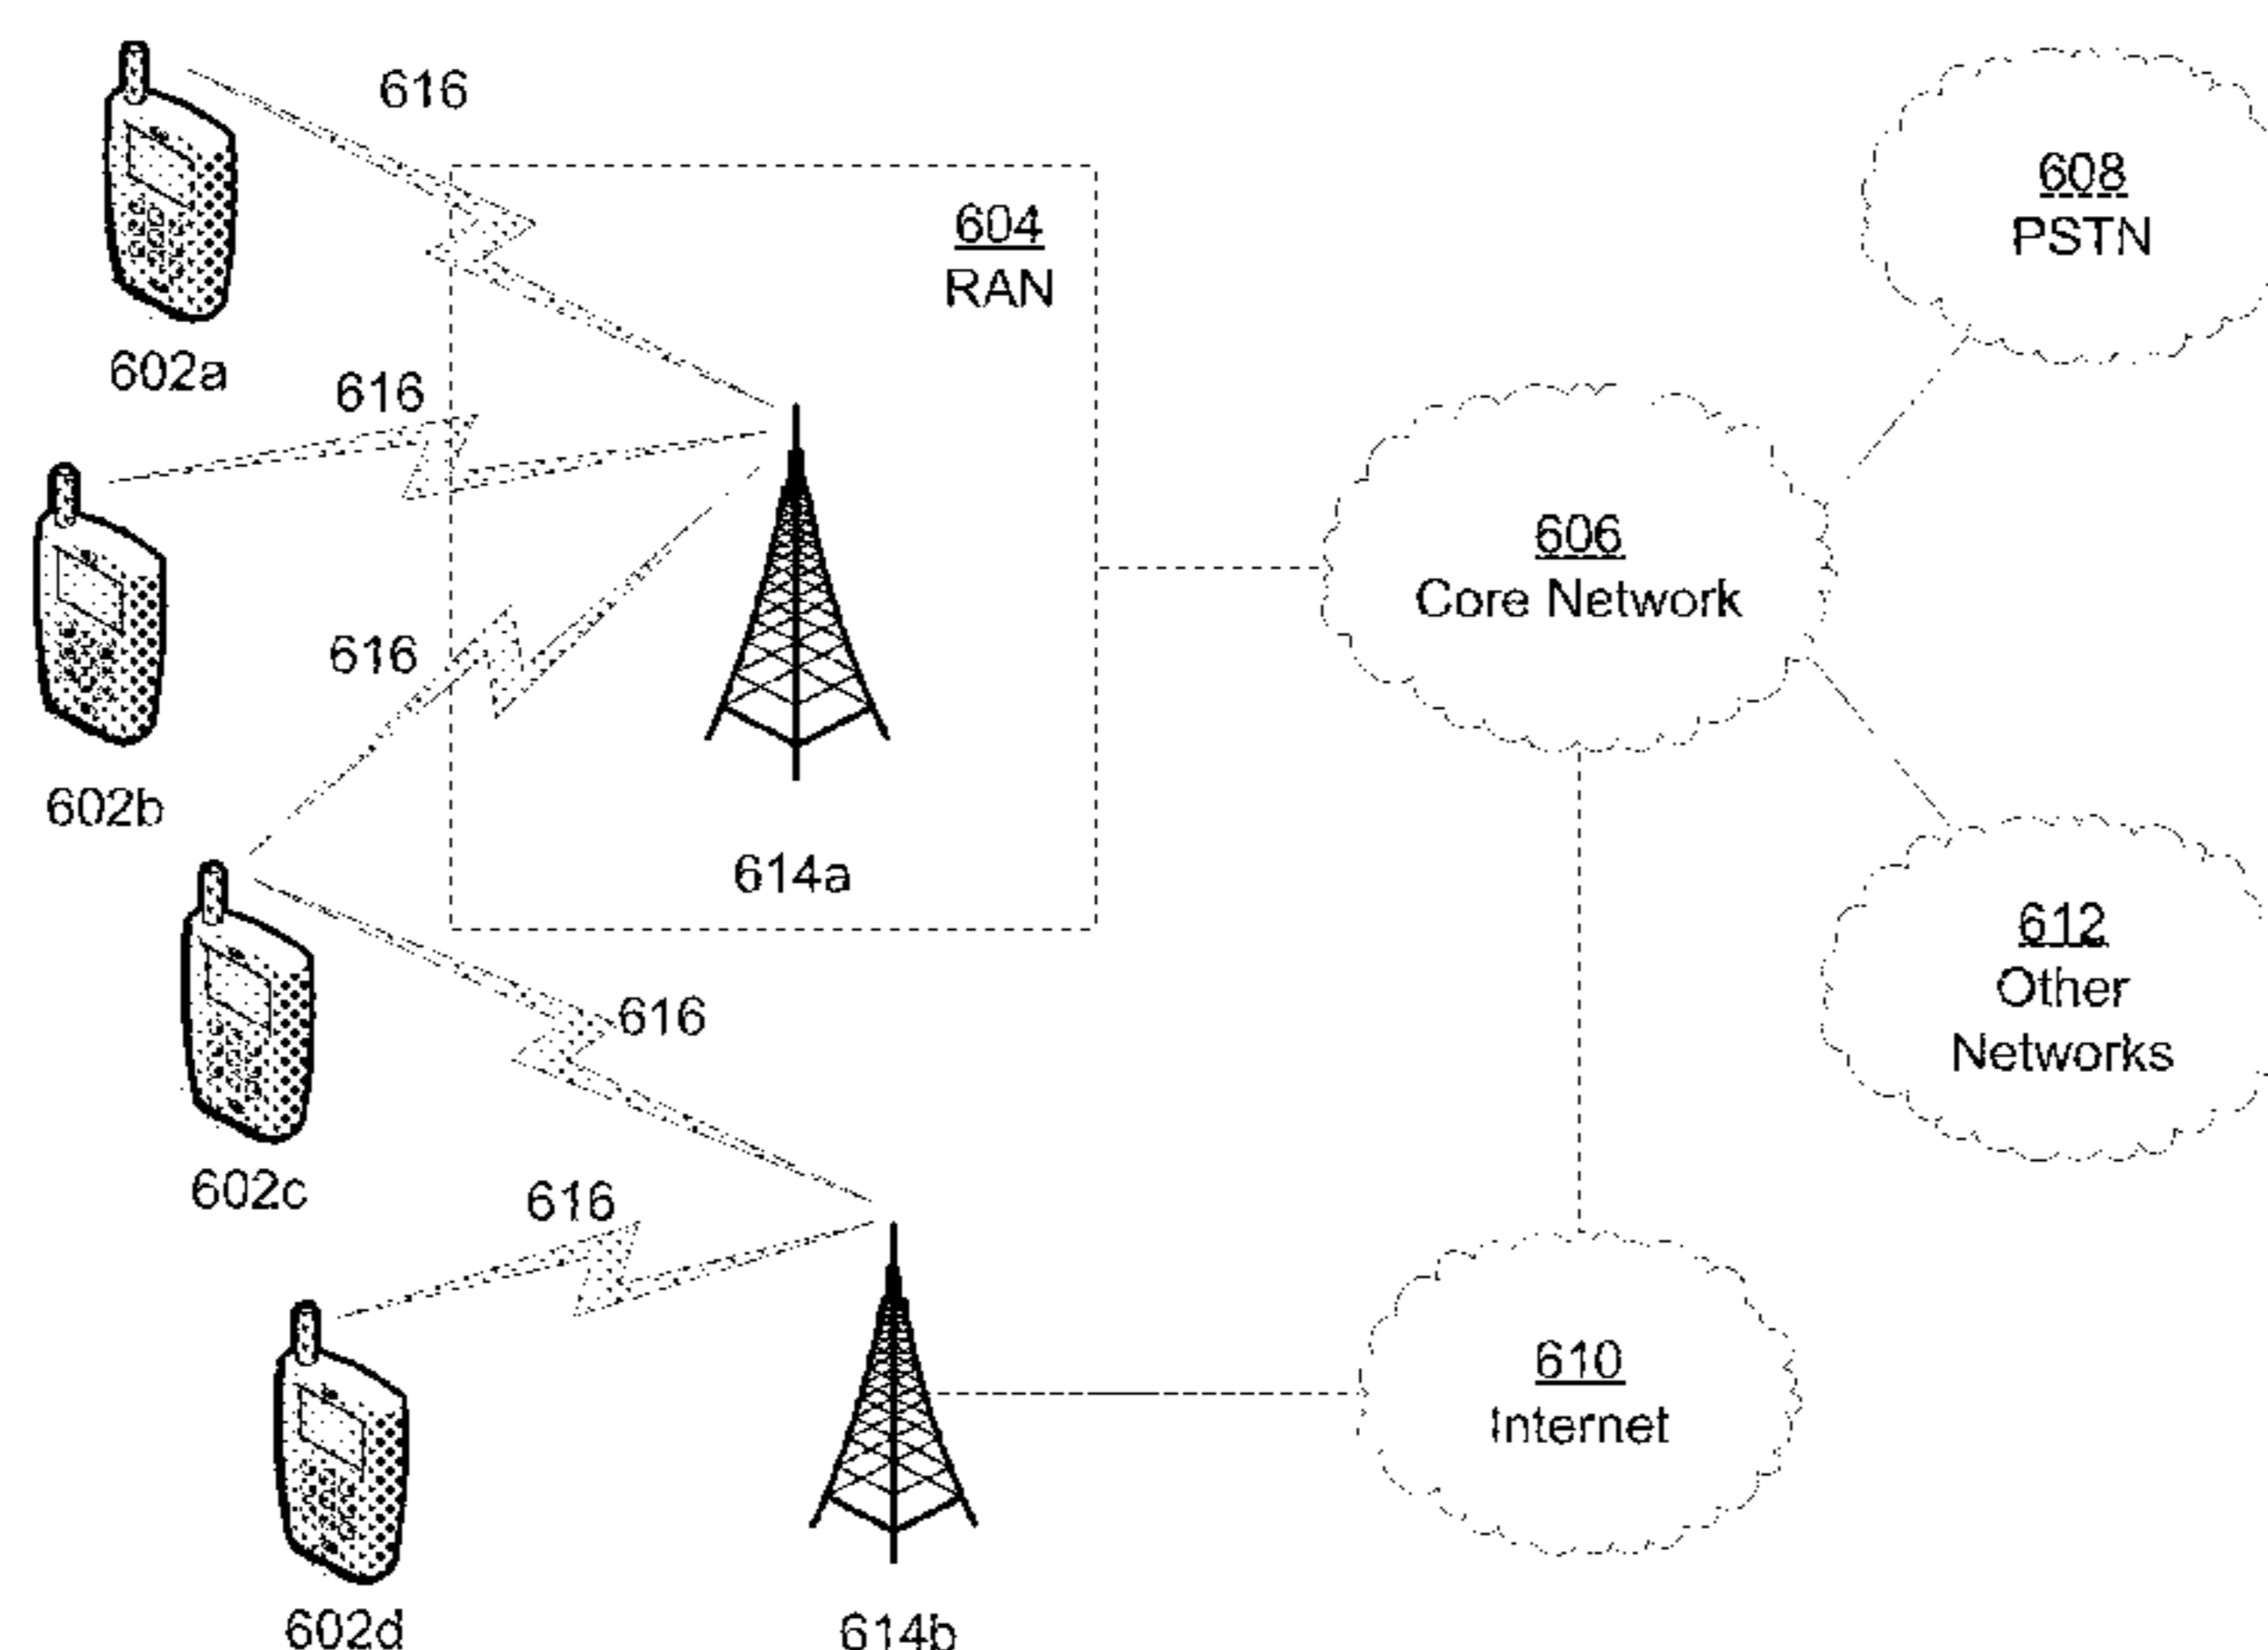 616
608
PSTN
604
RAN
602a
616
606
Core Network
616
602b
614a
612
Other
Networks
616
602c
616
610
Internet
602d
614b